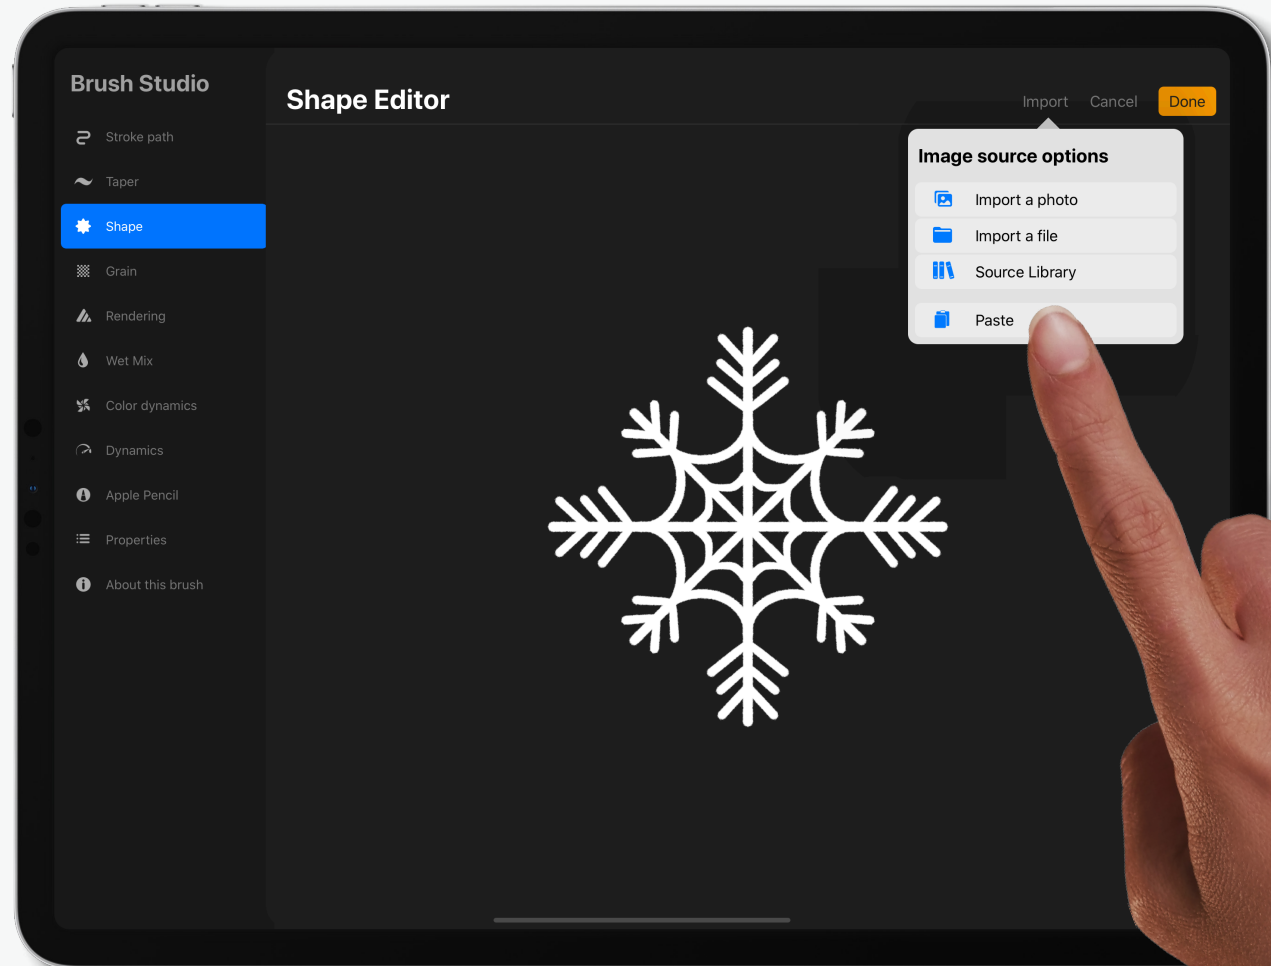 Brush Studio
Stroke path
Taper
Shape
Grain
Rendering
Wet Mix
Color dynamics
Dynamics
Apple Pencil
Properties
About this brush
Shape Editor
Import
Cancel
Done
Image source options
Import a photo
Import a file
Source Library
Paste